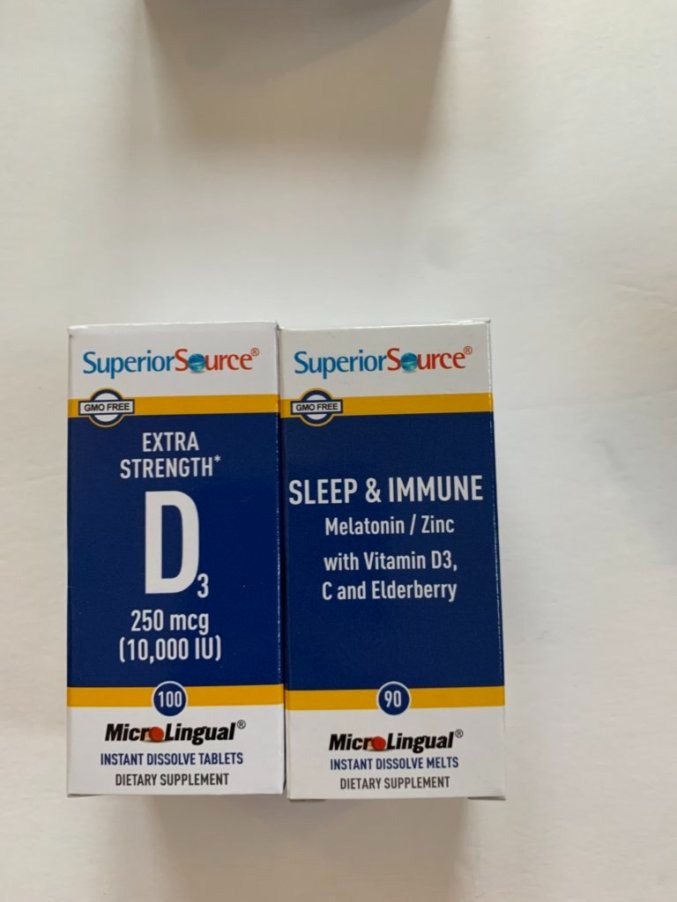 SuperiorSource®
GMO FREE
EXTRA
STRENGTH*
D3
250 mcg
(10,000 IU)
100
MicroLingual®
INSTANT DISSOLVE TABLETS
DIETARY SUPPLEMENT
SuperiorSource®
GMO FREE
SLEEP & IMMUNE
Melatonin / Zinc
with Vitamin D3,
C and Elderberry
90
MicroLingual®
INSTANT DISSOLVE MELTS
DIETARY SUPPLEMENT